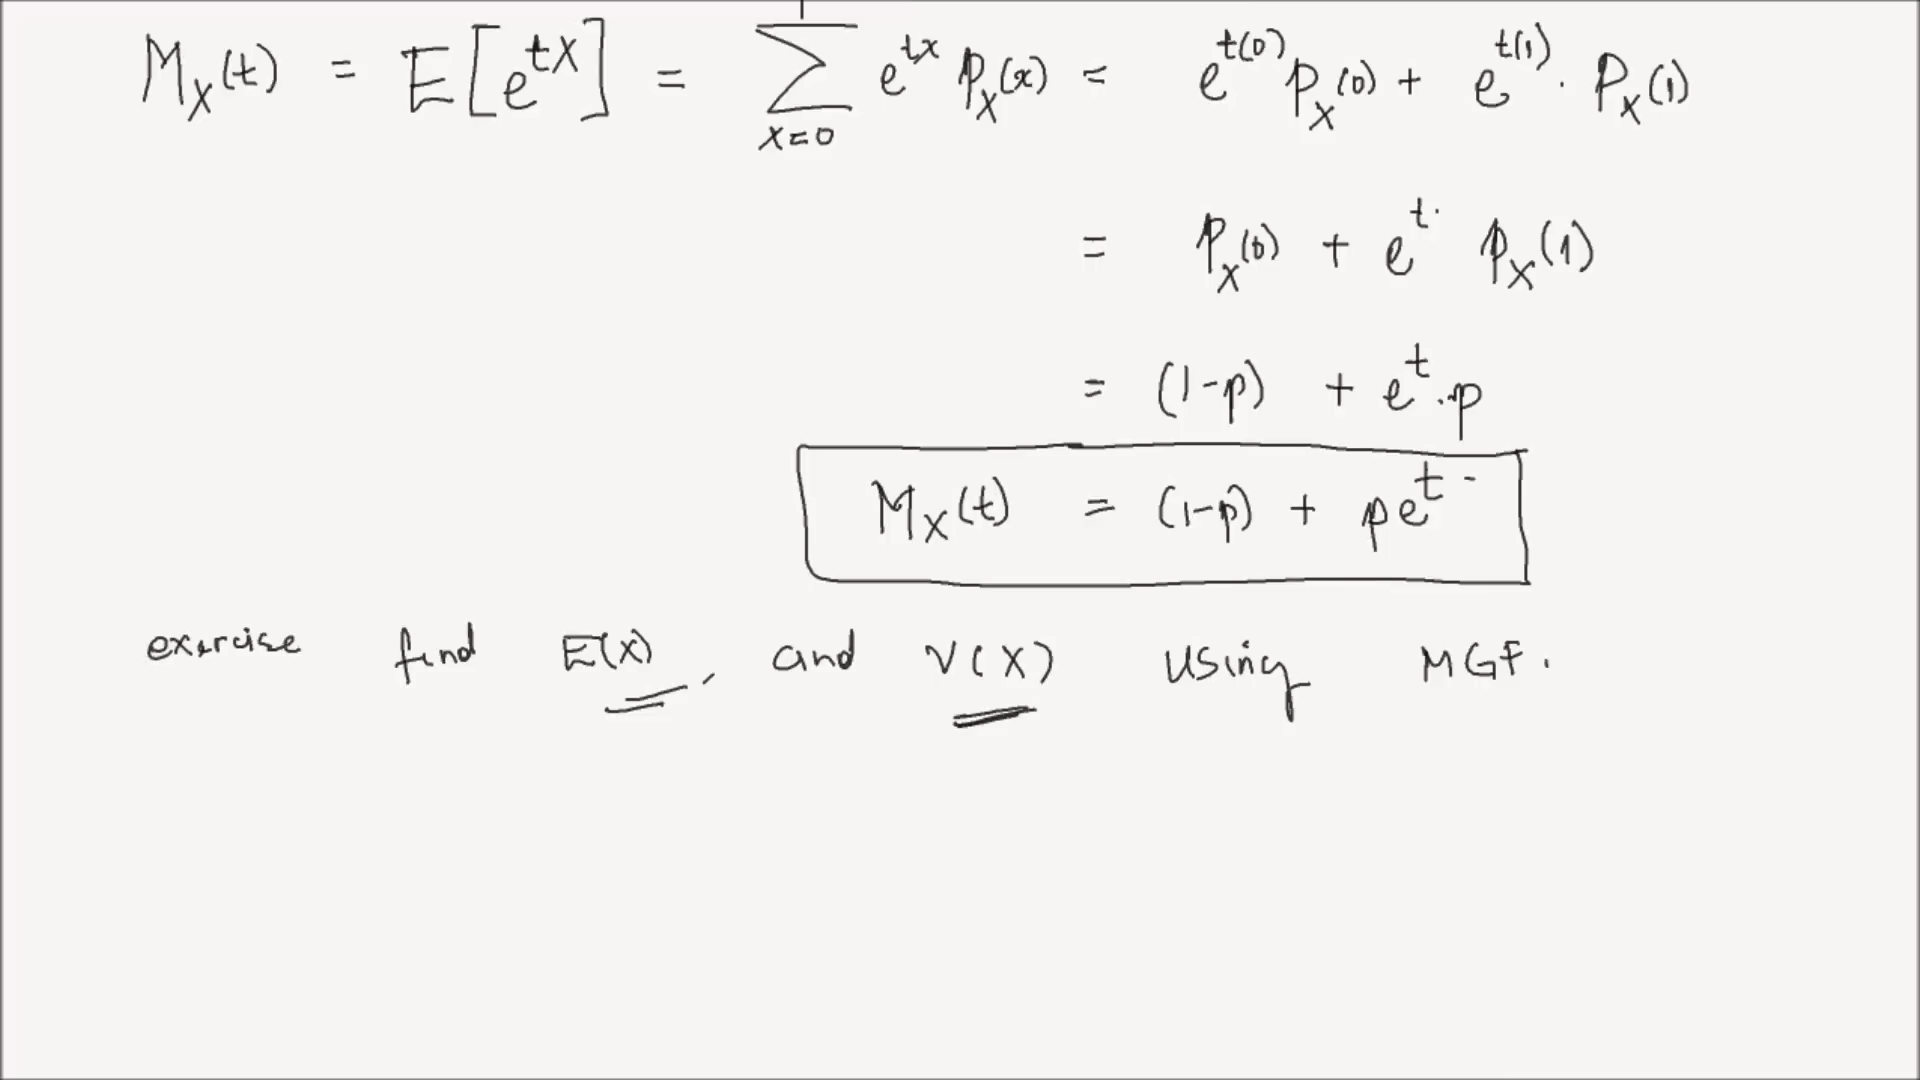 M_X(t) = E[e^{tX}] = \sum_{x=0}^{1} e^{tx} p_X(x) = e^{t(0)} p_X(0) + e^{t(1)} · P_X(1)
= P_X(0) + e^t p_X(1)
= (1-p) + e^t · p
M_X(t) = (1-p) + pe^t
exercise find E(X), and V(X) using MGF.